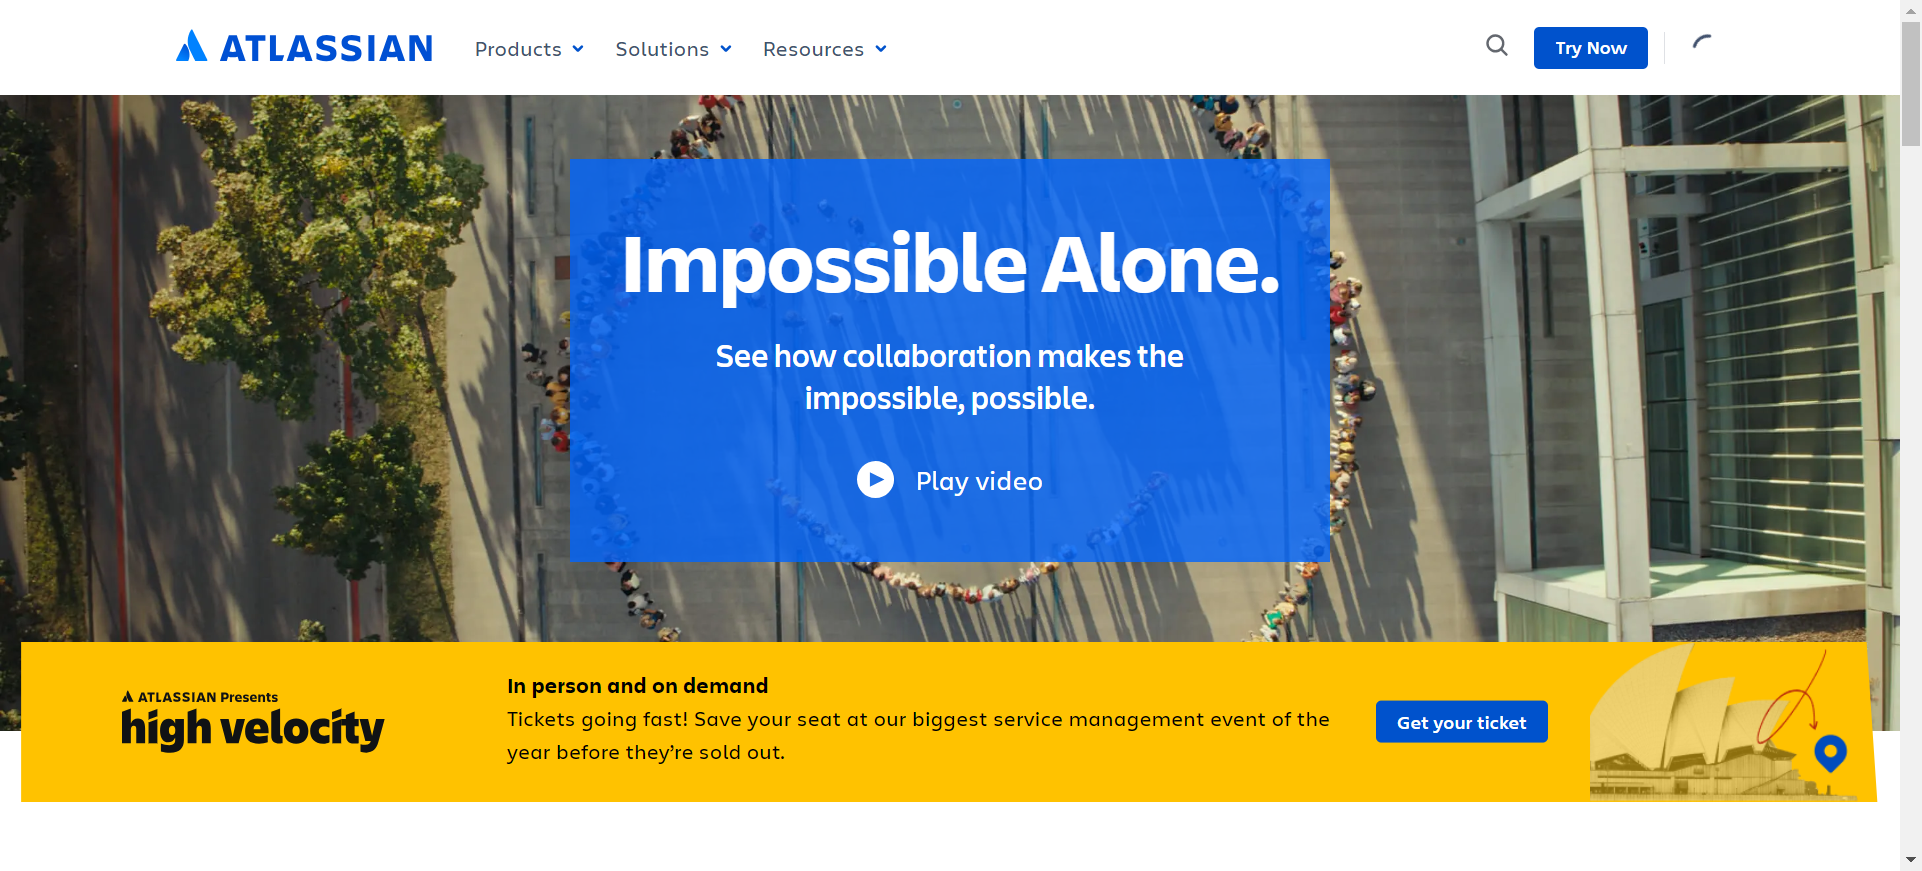 ATLASSIAN
Products
Solutions
Resources
Try Now
Impossible Alone.
See how collaboration makes the
impossible, possible.
Play video
ATLASSIAN Presents
high velocity
In person and on demand
Tickets going fast! Save your seat at our biggest service management event of the
year before they’re sold out.
Get your ticket